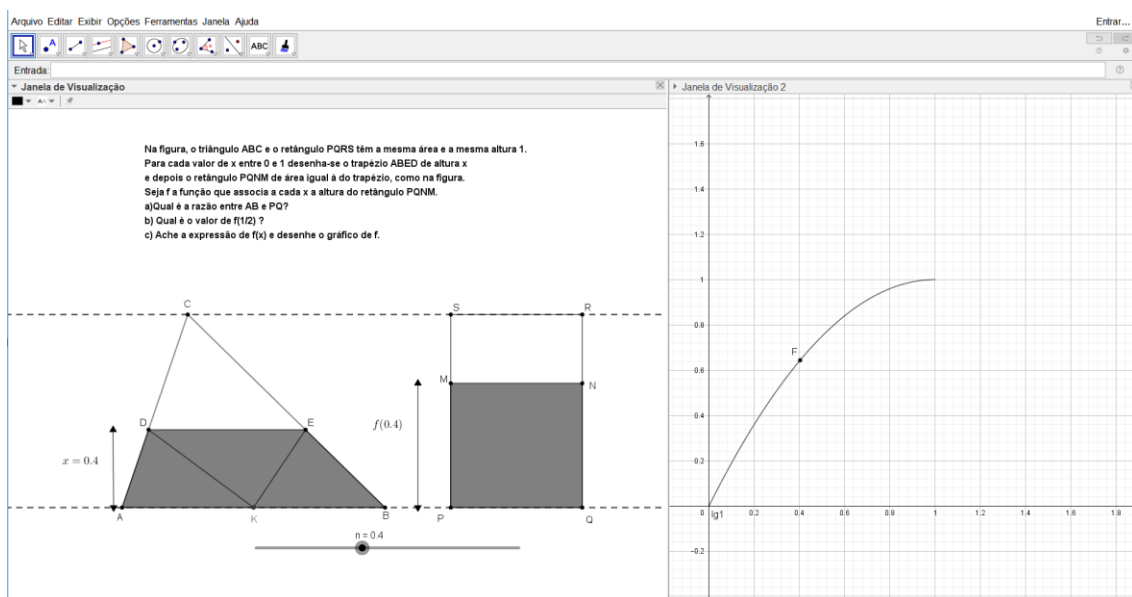 Arquivo Editar Exibir Opções Ferramentas Janela Ajuda
Entrar...
ABC
Entrada:
Janela de Visualização
Janela de Visualização 2
Na figura, o triângulo ABC e o retângulo PQRS têm a mesma área e a mesma altura 1.
Para cada valor de x entre 0 e 1 desenha-se o trapézio ABED de altura x
e depois o retângulo PQNM de área igual à do trapézio, como na figura.
Seja f a função que associa a cada x a altura do retângulo PQNM.
a)Qual é a razão entre AB e PQ?
b) Qual é o valor de f(1/2) ?
c) Ache a expressão de f(x) e desenhe o gráfico de f.
C
S
R
M
N
D
E
f(0.4)
x = 0.4
A
K
B
P
Q
n = 0.4
1.6
1.4
1.2
1
0.8
F
0.6
0.4
0.2
0
lg1
0.2
0.4
0.6
0.8
1
1.2
1.4
1.6
1.8
-0.2